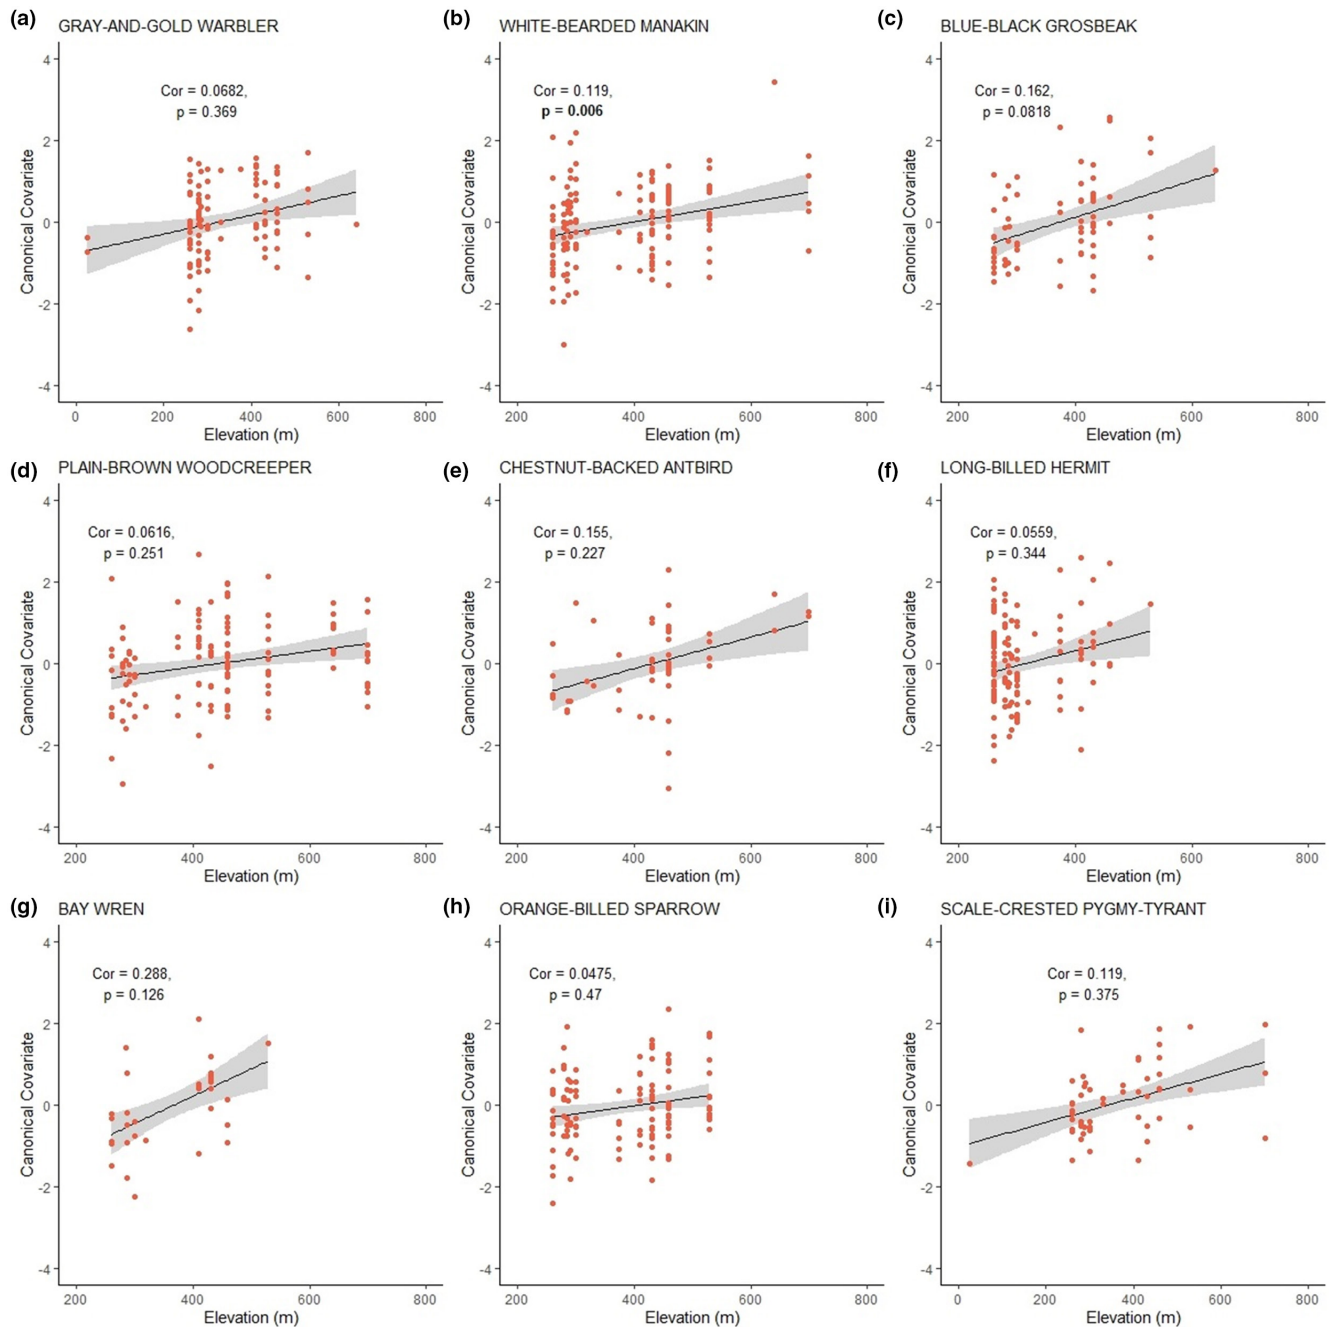 (a) GRAY-AND-GOLD WARBLER
Cor = 0.0682,
p = 0.369
Canonical Covariate
4
2
0
-2
-4
0 200 400 600 800
Elevation (m)
(b) WHITE-BEARDED MANAKIN
Cor = 0.119,
p = 0.006
Canonical Covariate
4
2
0
-2
-4
200 400 600 800
Elevation (m)
(c) BLUE-BLACK GROSBEAK
Cor = 0.162,
p = 0.0818
Canonical Covariate
4
2
0
-2
-4
200 400 600 800
Elevation (m)
(d) PLAIN-BROWN WOODCREEPER
Cor = 0.0616,
p = 0.251
Canonical Covariate
4
2
0
-2
-4
200 400 600 800
Elevation (m)
(e) CHESTNUT-BACKED ANTBIRD
Cor = 0.155,
p = 0.227
Canonical Covariate
4
2
0
-2
-4
200 400 600 800
Elevation (m)
(f) LONG-BILLED HERMIT
Cor = 0.0559,
p = 0.344
Canonical Covariate
4
2
0
-2
-4
200 400 600 800
Elevation (m)
(g) BAY WREN
Cor = 0.288,
p = 0.126
Canonical Covariate
4
2
0
-2
-4
200 400 600 800
Elevation (m)
(h) ORANGE-BILLED SPARROW
Cor = 0.0475,
p = 0.47
Canonical Covariate
4
2
0
-2
-4
200 400 600 800
Elevation (m)
(i) SCALE-CRESTED PYGMY-TYRANT
Cor = 0.119,
p = 0.375
Canonical Covariate
4
2
0
-2
-4
0 200 400 600 800
Elevation (m)